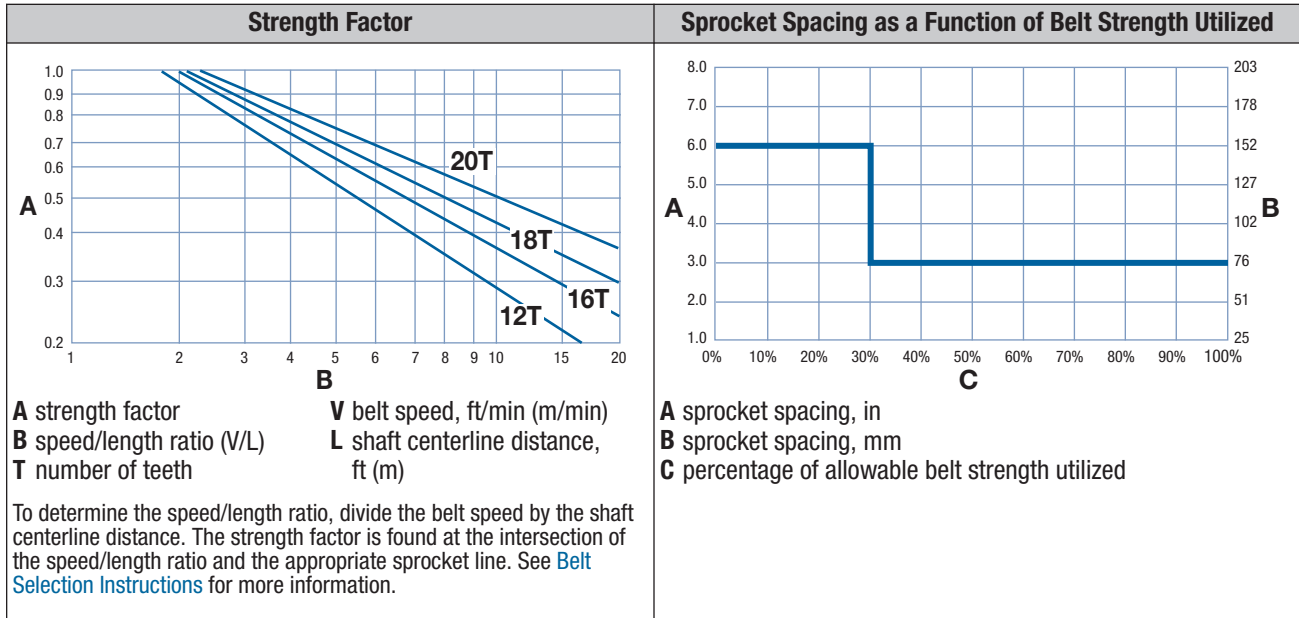 Strength Factor
Sprocket Spacing as a Function of Belt Strength Utilized
A
1.0
0.9
0.8
0.7
0.6
0.5
0.4
0.3
0.2
20T
18T
16T
12T
1 2 3 4 5 6 7 8 9 10 15 20
B
A strength factor
B speed/length ratio (V/L)
T number of teeth
V belt speed, ft/min (m/min)
L shaft centerline distance,
ft (m)
To determine the speed/length ratio, divide the belt speed by the shaft
centerline distance. The strength factor is found at the intersection of
the speed/length ratio and the appropriate sprocket line. See Belt
Selection Instructions for more information.
A
8.0
7.0
6.0
5.0
4.0
3.0
2.0
1.0
203
178
152
127
102
76
51
25
B
0% 10% 20% 30% 40% 50% 60% 70% 80% 90% 100%
C
A sprocket spacing, in
B sprocket spacing, mm
C percentage of allowable belt strength utilized